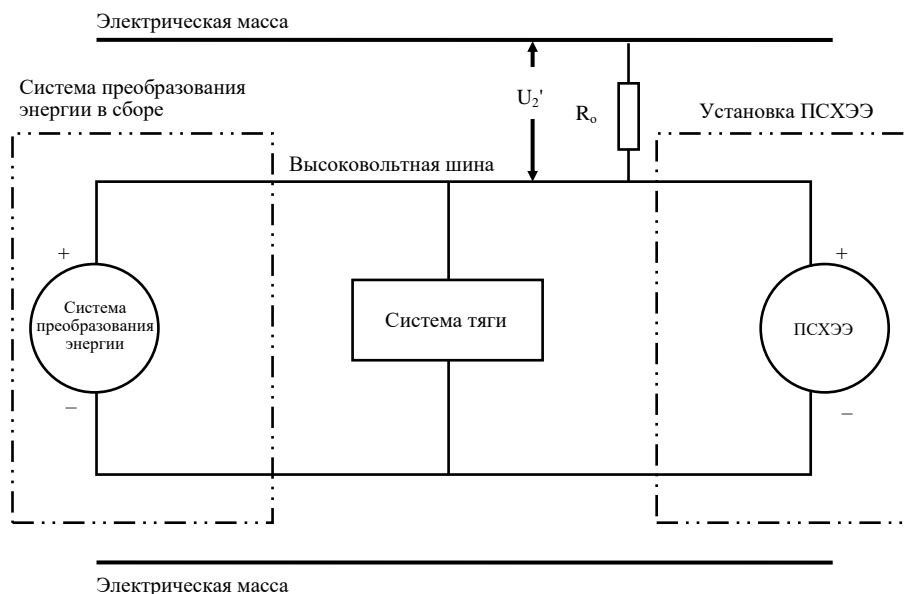 Электрическая масса
Система преобразования
энергии в сборе
U₂'
Rₒ
Установка ПСХЭЭ
Высоковольтная шина
+
+
Система
преобразования
энергии
Система тяги
ПСХЭЭ
–
–
Электрическая масса